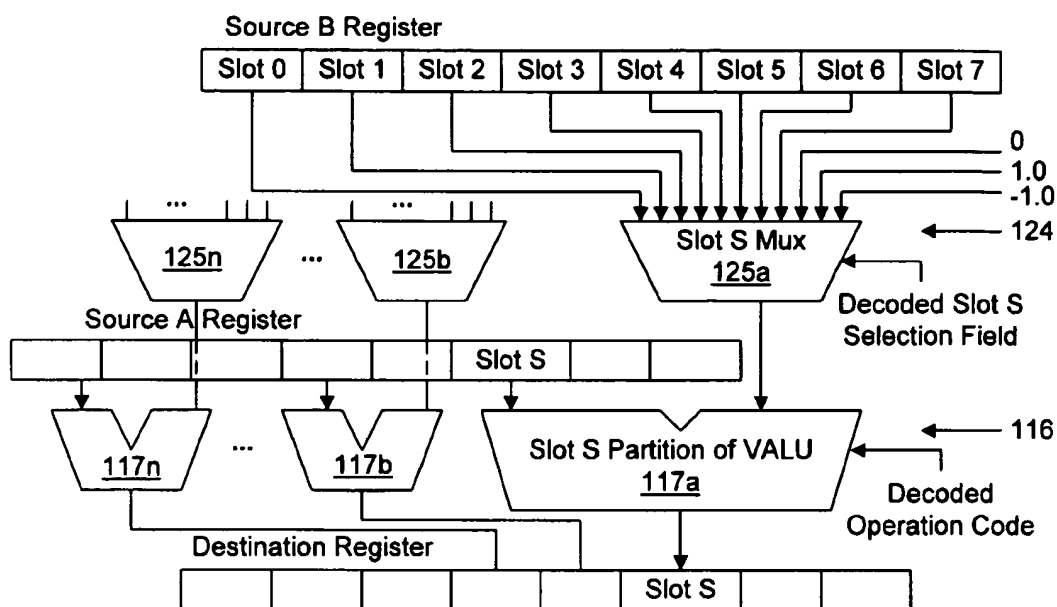 Source B Register
Slot 0 Slot 1 Slot 2 Slot 3 Slot 4 Slot 5 Slot 6 Slot 7
0
1.0
-1.0
124
... ...
Slot S Mux
125n ... 125b 125a
Decoded Slot S
Selection Field
Source A Register
Slot S
116
Slot S Partition of VALU
117n ... 117b 117a
Decoded
Operation Code
Destination Register
Slot S